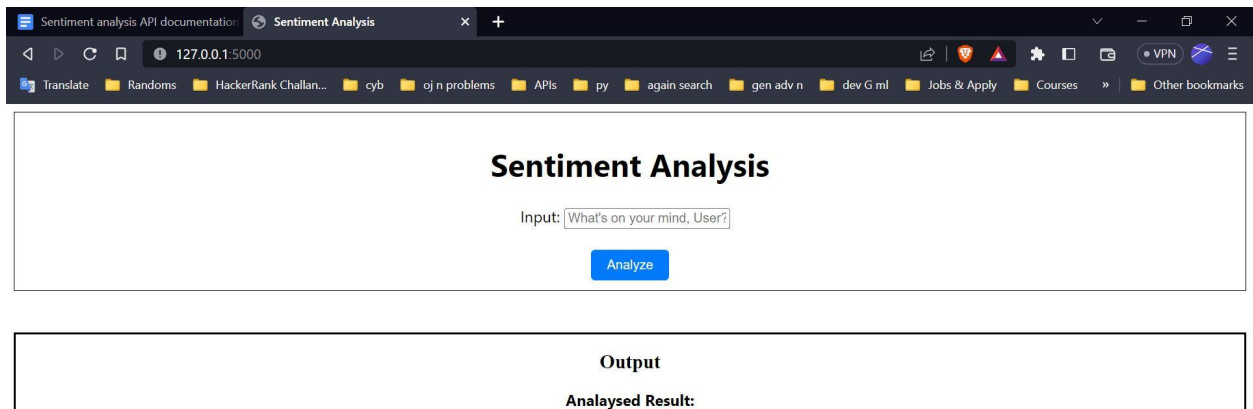 Sentiment analysis API documentation
Sentiment Analysis
127.0.0.1:5000
VPN
Translate Randoms HackerRank Challan... cyb oj n problems APIs py again search gen adv n dev G ml Jobs & Apply Courses » Other bookmarks
Sentiment Analysis
Input: What's on your mind, User?
Analyze
Output
Analaysed Result: